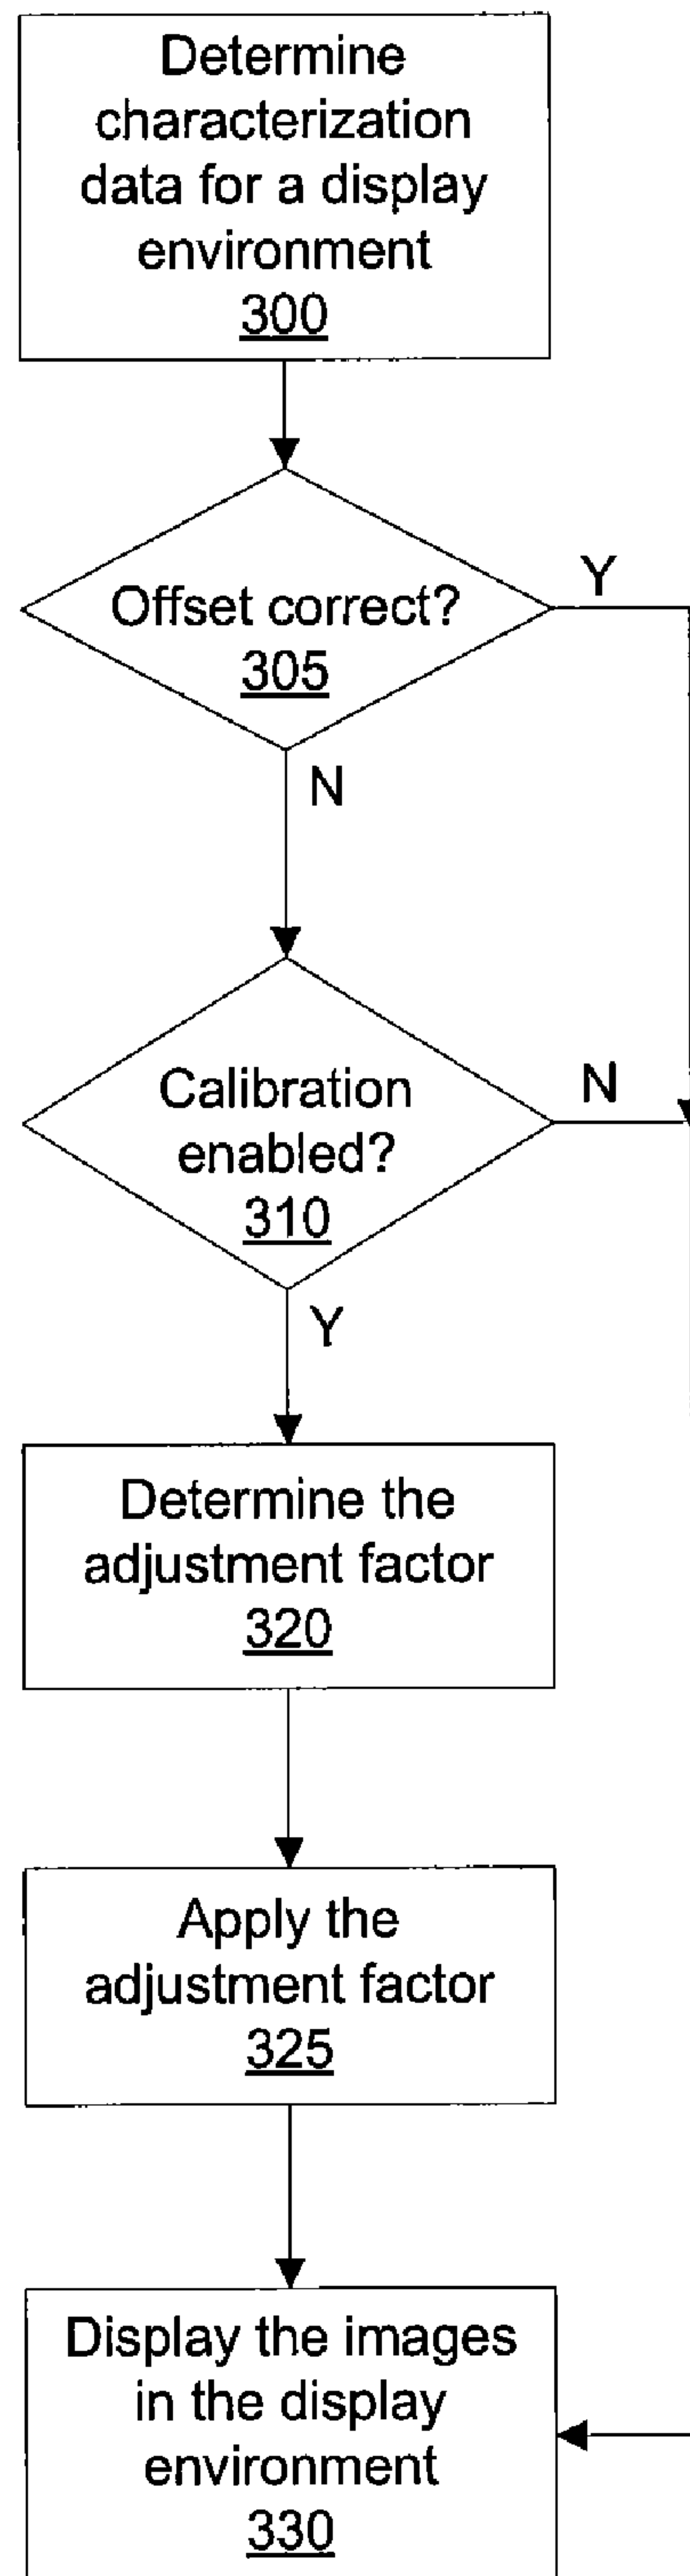 Determine
characterization
data for a display
environment
300
Offset correct?
305
Y
N
Calibration
enabled?
310
N
Y
Determine the
adjustment factor
320
Apply the
adjustment factor
325
Display the images
in the display
environment
330